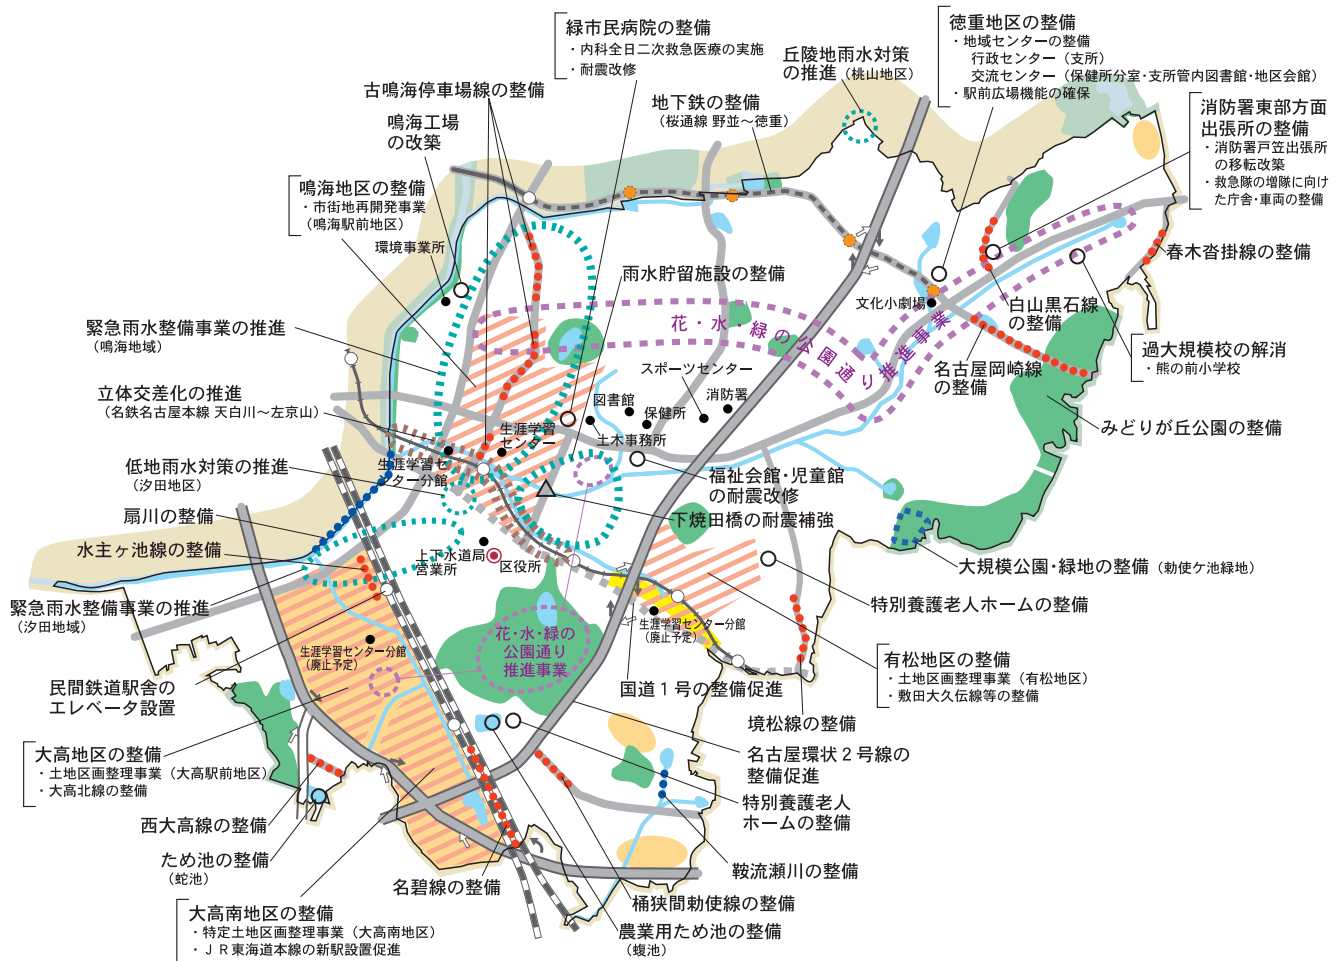 緑市民病院の整備
・内科全日二次救急医療の実施
・耐震改修
徳重地区の整備
・地域センターの整備
行政センター（支所）
交流センター（保健所分室・支所管内図書館・地区会館）
・駅前広場機能の確保
丘陵地雨水対策
の推進（桃山地区）
古鳴海停車場線の整備
地下鉄の整備
（桜通線 野並〜徳重）
消防署東部方面
出張所の整備
・消防署戸笠出張所
の移転改築
・救急隊の増隊に向け
た庁舎・車両の整備
鳴海工場
の改築
鳴海地区の整備
・市街地再開発事業
（鳴海駅前地区）
環境事業所
雨水貯留施設の整備
春木沓掛線の整備
文化小劇場
白山黒石線
の整備
花・水・緑の公園通り推進事業
緊急雨水整備事業の推進
（鳴海地域）
過大規模校の解消
・熊の前小学校
名古屋岡崎線
の整備
スポーツセンター
立体交差化の推進
（名鉄名古屋本線 天白川〜左京山）
図書館
保健所
消防署
土木事務所
生涯学習
センター
みどりが丘公園の整備
生涯学習セ
ンター分館
低地雨水対策の推進
（汐田地区）
福祉会館・児童館
の耐震改修
扇川の整備
下焼田橋の耐震補強
水主ヶ池線の整備
上下水道局
営業所
区役所
大規模公園・緑地の整備（勅使ケ池緑地）
緊急雨水整備事業の推進
（汐田地域）
特別養護老人ホームの整備
生涯学習センター分館
（廃止予定）
花・水・緑の
公園通り
推進事業
生涯学習センター分館
（廃止予定）
有松地区の整備
・土地区画整理事業（有松地区）
・敷田大久伝線等の整備
民間鉄道駅舎の
エレベータ設置
国道１号の整備促進
境松線の整備
大高地区の整備
・土地区画整理事業（大高駅前地区）
・大高北線の整備
名古屋環状２号線の
整備促進
西大高線の整備
特別養護老人
ホームの整備
ため池の整備
（蛇池）
鞍流瀬川の整備
名碧線の整備
桶狭間勅使線の整備
大高南地区の整備
・特定土地区画整理事業（大高南地区）
・ＪＲ東海道本線の新駅設置促進
農業用ため池の整備
（蝮池）